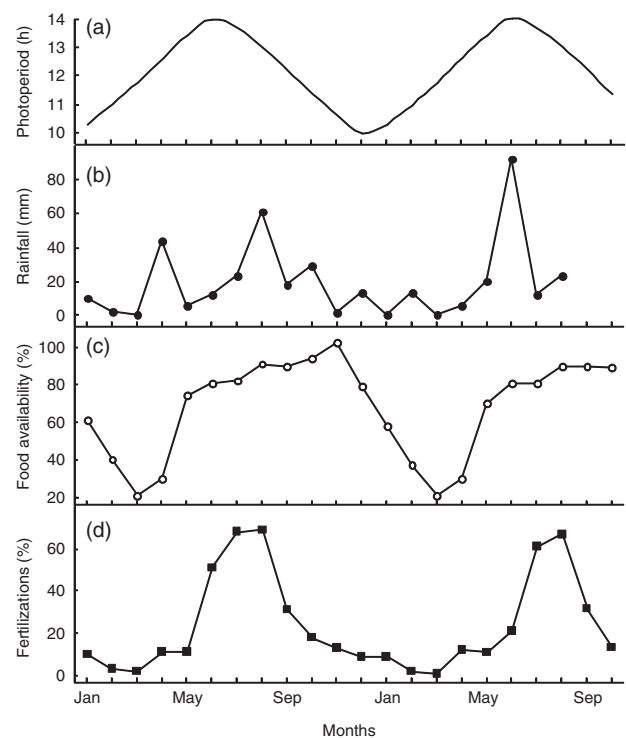 (a)
Photoperiod (h)
14
13
12
11
10
(b)
Rainfall (mm)
80
60
40
20
0
(c)
Food availability (%)
100
80
60
40
20
(d)
Fertilizations (%)
60
40
20
0
Jan May Sep Jan May Sep
Months